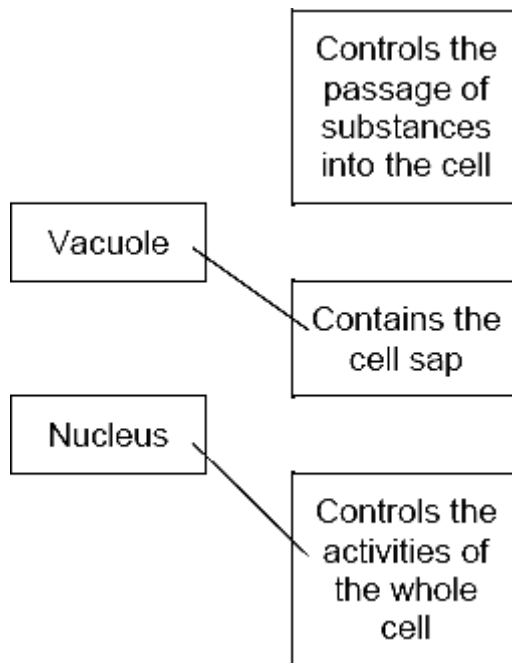 Controls the
passage of
substances
into the cell
Vacuole
Contains the
cell sap
Nucleus
Controls the
activities of
the whole
cell